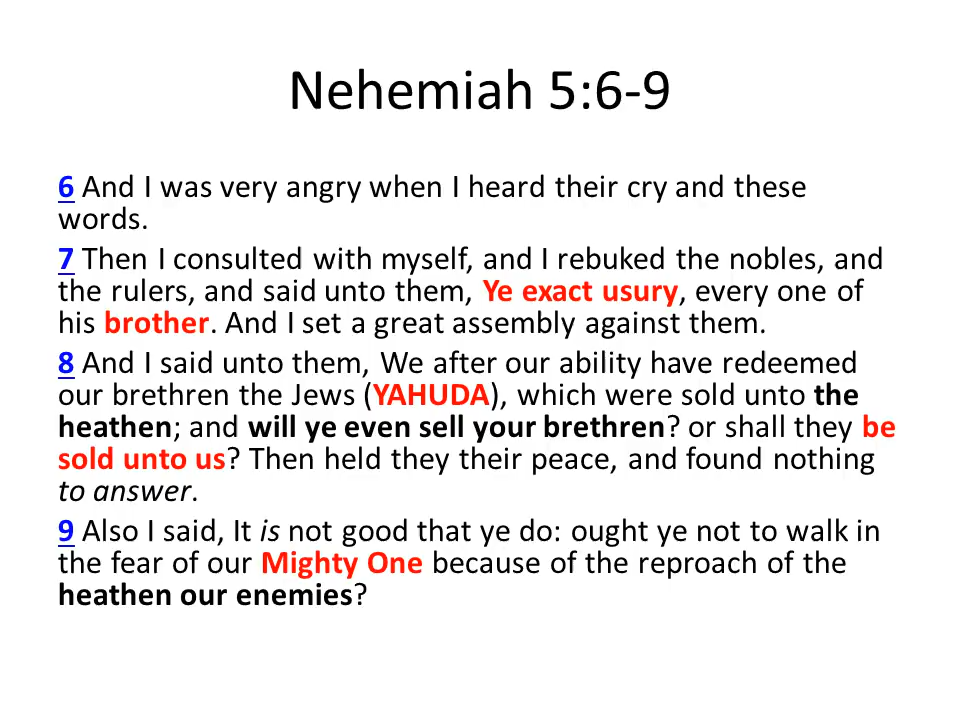 Nehemiah 5:6-9
6 And I was very angry when I heard their cry and these
words.
7 Then I consulted with myself, and I rebuked the nobles, and
the rulers, and said unto them, Ye exact usury, every one of
his brother. And I set a great assembly against them.
8 And I said unto them, We after our ability have redeemed
our brethren the Jews (YAHUDA), which were sold unto the
heathen; and will ye even sell your brethren? or shall they be
sold unto us? Then held they their peace, and found nothing
to answer.
9 Also I said, It is not good that ye do: ought ye not to walk in
the fear of our Mighty One because of the reproach of the
heathen our enemies?